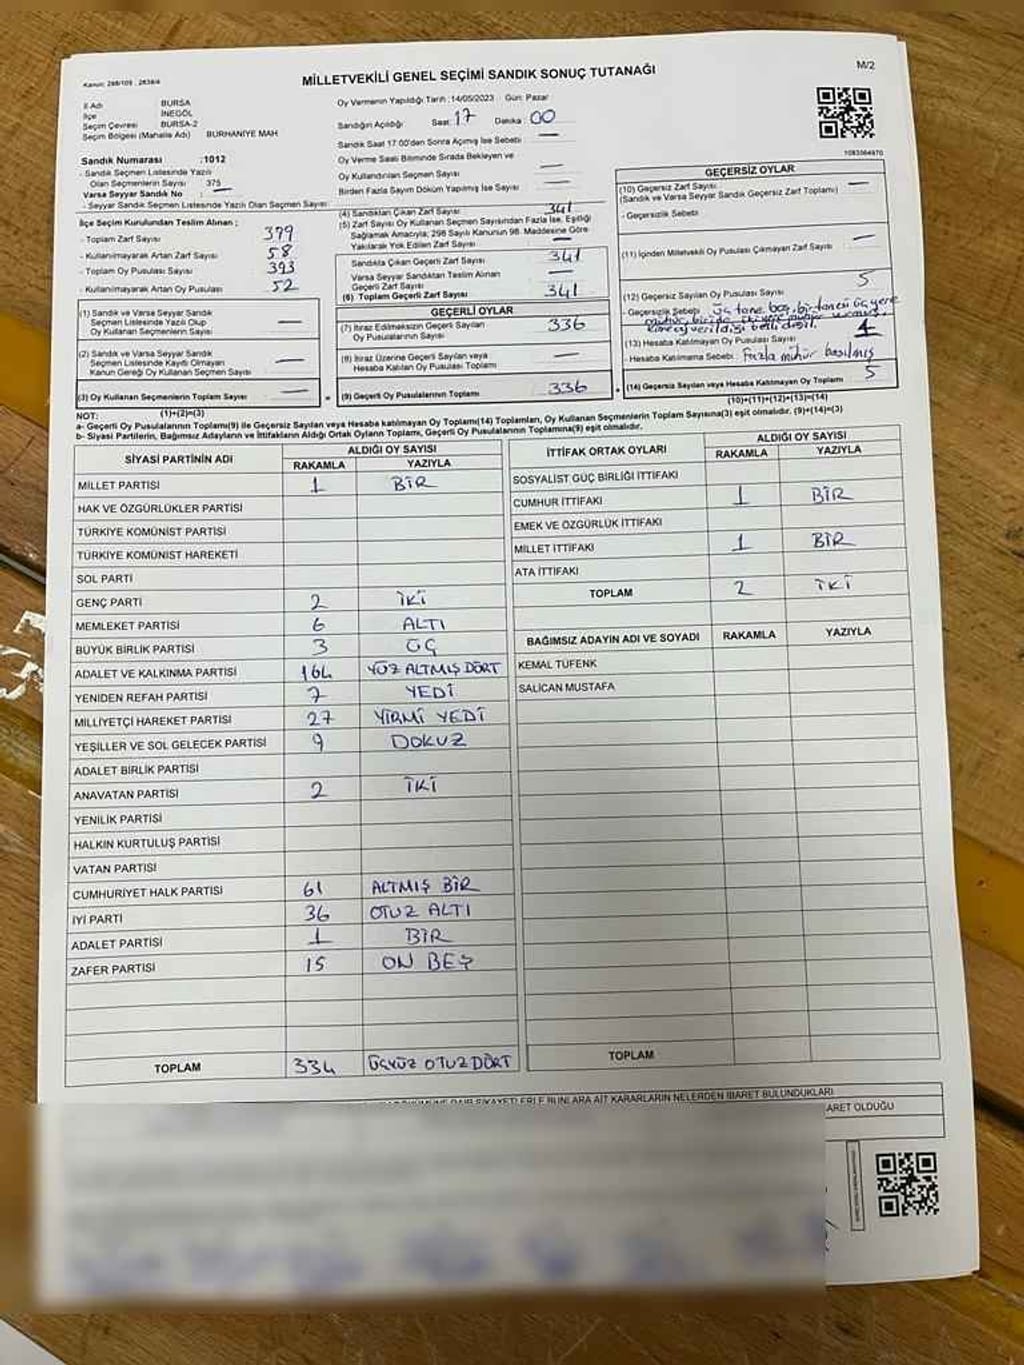 Kanun: 298/105 , 2839/4
MİLLETVEKİLİ GENEL SEÇİMİ SANDIK SONUÇ TUTANAĞI
M/2
İl Adı BURSA
İlçe İNEGÖL
Seçim Çevresi BURSA-2
Seçim Bölgesi (Mahalle Adı) BURHANİYE MAH
Sandık Numarası :1012
- Sandık Seçmen Listesinde Yazılı
Olan Seçmenlerin Sayısı 375
Varsa Seyyar Sandık No : —
- Seyyar Sandık Seçmen Listesinde Yazılı Olan Seçmen Sayısı
Oy Vermenin Yapıldığı Tarih :14/05/2023 Gün: Pazar
Sandığın Açıldığı Saat 17 Dakika 00
Sandık Saat 17:00'den Sonra Açılmış İse Sebebi —
Oy Verme Saati Bitiminde Sırada Bekleyen ve
Oy Kullandırılan Seçmen Sayısı —
Birden Fazla Sayım Döküm Yapılmış İse Sayısı —
1083564970
İlçe Seçim Kurulundan Teslim Alınan ;
- Toplam Zarf Sayısı 399
- Kullanılmayarak Artan Zarf Sayısı 58
- Toplam Oy Pusulası Sayısı 393
- Kullanılmayarak Artan Oy Pusulası 52
(1) Sandık ve Varsa Seyyar Sandık
Seçmen Listesinde Yazılı Olup
Oy Kullanan Seçmenlerin Sayısı —
(2) Sandık ve Varsa Seyyar Sandık
Seçmen Listesinde Kayıtlı Olmayan
Kanun Gereği Oy Kullanan Seçmen Sayısı —
(3) Oy Kullanan Seçmenlerin Toplam Sayısı —
(1)+(2)=(3)
(4) Sandıktan Çıkan Zarf Sayısı 341
(5) Zarf Sayısı Oy Kullanan Seçmen Sayısından Fazla İse, Eşitliği
Sağlamak Amacıyla; 298 Sayılı Kanunun 98. Maddesine Göre
Yakılarak Yok Edilen Zarf Sayısı —
Sandıkta Çıkan Geçerli Zarf Sayısı 341
Varsa Seyyar Sandıktan Teslim Alınan
Geçerli Zarf Sayısı —
(6) Toplam Geçerli Zarf Sayısı 341
GEÇERLİ OYLAR
(7) İtiraz Edilmeksizin Geçerli Sayılan
Oy Pusulalarının Sayısı 336
(8) İtiraz Üzerine Geçerli Sayılan veya
Hesaba Katılan Oy Pusulası Toplamı —
(9) Geçerli Oy Pusulalarının Toplamı 336
GEÇERSİZ OYLAR
(10) Geçersiz Zarf Sayısı —
(Sandık ve Varsa Seyyar Sandık Geçersiz Zarf Toplamı)
- Geçersizlik Sebebi
(11) İçinden Milletvekili Oy Pusulası Çıkmayan Zarf Sayısı —
(12) Geçersiz Sayılan Oy Pusulası Sayısı 5
- Geçersizlik Sebebi üç tane boş, bir tanesi üç yere
verildiği belli değil.
(13) Hesaba Katılmayan Oy Pusulası Sayısı
- Hesaba Katılmama Sebebi : fazla mühür basılmış
(14) Geçersiz Sayılan veya Hesaba Katılmayan Oy Toplamı 5
(10)+(11)+(12)+(13)=(14)
NOT:
a- Geçerli Oy Pusulalarının Toplamı(9) ile Geçersiz Sayılan veya Hesaba katılmayan Oy Toplamı(14) Toplamları, Oy Kullanan Seçmenlerin Toplam Sayısına(3) eşit olmalıdır. (9)+(14)=(3)
b- Siyasi Partilerin, Bağımsız Adayların ve İttifakların Aldığı Ortak Oyların Toplamı, Geçerli Oy Pusulalarının Toplamına(9) eşit olmalıdır.
SİYASİ PARTİNİN ADI ALDIĞI OY SAYISI
RAKAMLA YAZIYLA
MİLLET PARTİSİ 1 BİR
HAK VE ÖZGÜRLÜKLER PARTİSİ
TÜRKİYE KOMÜNİST PARTİSİ
TÜRKİYE KOMÜNİST HAREKETİ
SOL PARTİ
GENÇ PARTİ 2 İKİ
MEMLEKET PARTİSİ 6 ALTI
BÜYÜK BİRLİK PARTİSİ 3 ÜÇ
ADALET VE KALKINMA PARTİSİ 164 YÜZ ALTMIŞ DÖRT
YENİDEN REFAH PARTİSİ 7 YEDİ
MİLLİYETÇİ HAREKET PARTİSİ 27 YİRMİ YEDİ
YEŞİLLER VE SOL GELECEK PARTİSİ 9 DOKUZ
ADALET BİRLİK PARTİSİ
ANAVATAN PARTİSİ 2 İKİ
YENİLİK PARTİSİ
HALKIN KURTULUŞ PARTİSİ
VATAN PARTİSİ
CUMHURİYET HALK PARTİSİ 61 ALTMIŞ BİR
İYİ PARTİ 36 OTUZ ALTI
ADALET PARTİSİ 1 BİR
ZAFER PARTİSİ 15 ON BEŞ
TOPLAM 334 ÜÇYÜZ OTUZ DÖRT
İTTİFAK ORTAK OYLARI ALDIĞI OY SAYISI
RAKAMLA YAZIYLA
SOSYALİST GÜÇ BİRLİĞİ İTTİFAKI
CUMHUR İTTİFAKI 1 BİR
EMEK VE ÖZGÜRLÜK İTTİFAKI
MİLLET İTTİFAKI 1 BİR
ATA İTTİFAKI
TOPLAM 2 İKİ
BAĞIMSIZ ADAYIN ADI VE SOYADI RAKAMLA YAZIYLA
KEMAL TÜFENK
SALİCAN MUSTAFA
TOPLAM
DAİR ŞİKAYETLERLE BUNLARA AİT KARARLARIN NELERDEN İBARET BULUNDUKLARI
ARET OLDUĞU